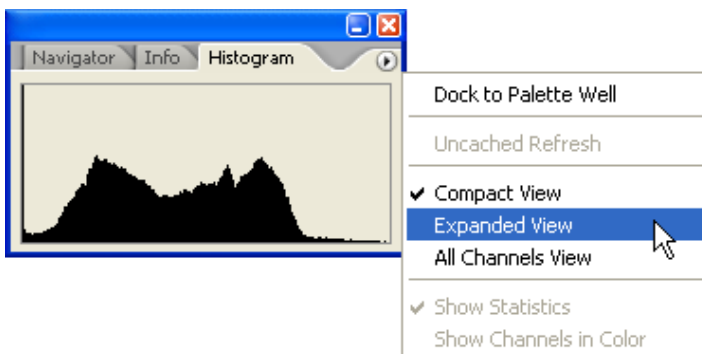 Navigator Info Histogram
Dock to Palette Well
Uncached Refresh
Compact View
Expanded View
All Channels View
Show Statistics
Show Channels in Color